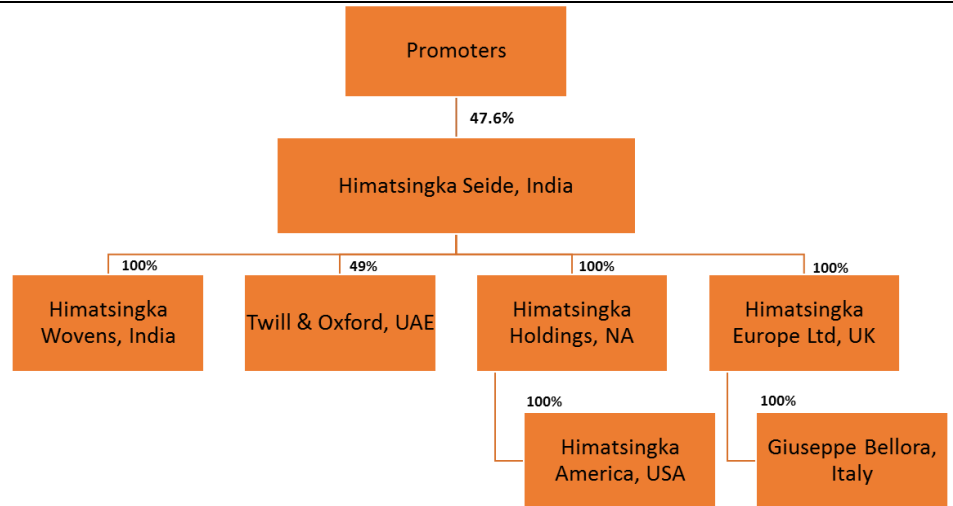 Promoters
47.6%
Himatsingka Seide, India
100%
49%
100%
100%
Himatsingka
Wovens, India
Twill & Oxford, UAE
Himatsingka
Holdings, NA
Himatsingka
Europe Ltd, UK
100%
100%
Himatsingka
America, USA
Giuseppe Bellora,
Italy